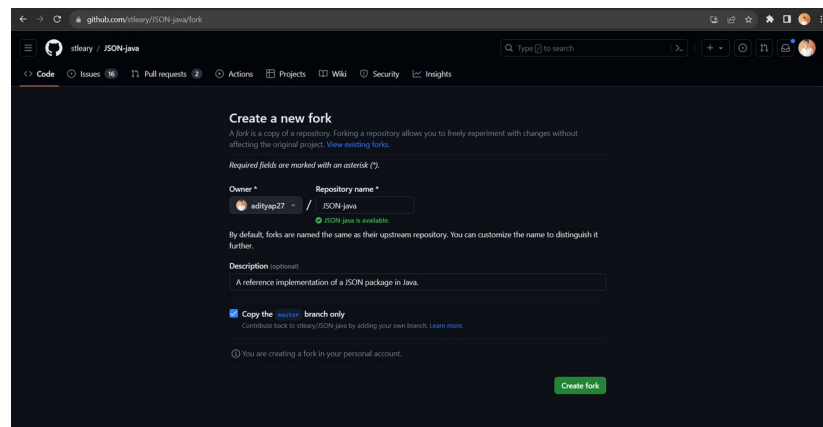 github.com/stleary/JSON-java/fork
stleary / JSON-java
Type / to search
Code Issues 16 Pull requests 2 Actions Projects Wiki Security Insights
Create a new fork
A fork is a copy of a repository. Forking a repository allows you to freely experiment with changes without
affecting the original project. View existing forks.
Required fields are marked with an asterisk (*).
Owner * Repository name *
adityap27 / JSON-java
JSON-java is available.
By default, forks are named the same as their upstream repository. You can customize the name to distinguish it
further.
Description (optional)
A reference implementation of a JSON package in Java.
Copy the master branch only
Contribute back to stleary/JSON-java by adding your own branch. Learn more.
You are creating a fork in your personal account.
Create fork